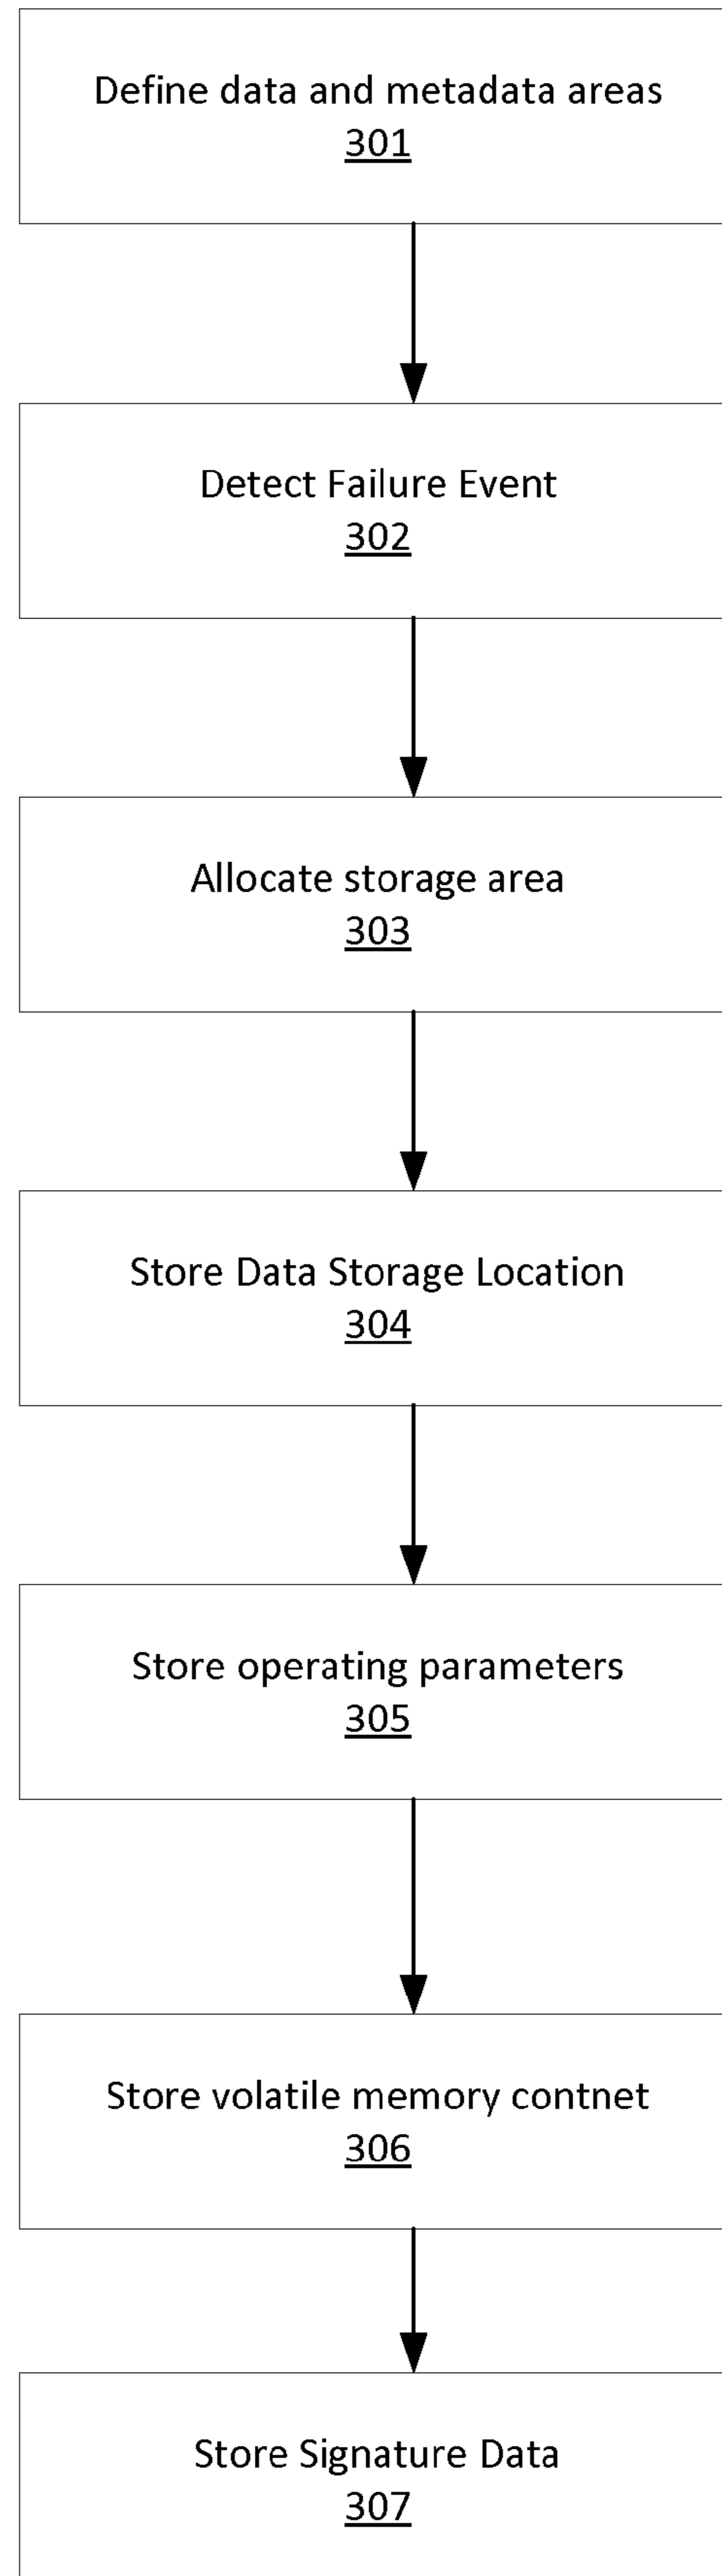 Define data and metadata areas
301
Detect Failure Event
302
Allocate storage area
303
Store Data Storage Location
304
Store operating parameters
305
Store volatile memory contnet
306
Store Signature Data
307